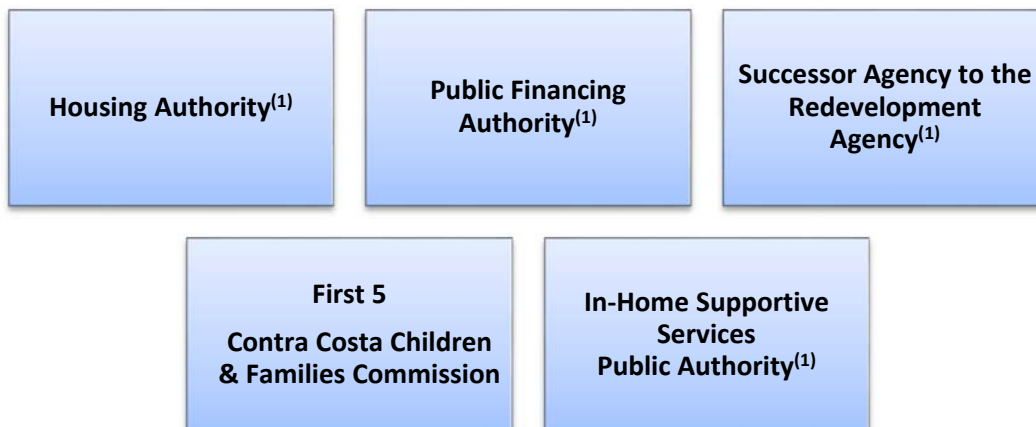 Housing Authority(1)
Public Financing
Authority(1)
Successor Agency to the
Redevelopment
Agency(1)
First 5
Contra Costa Children
& Families Commission
In-Home Supportive
Services
Public Authority(1)